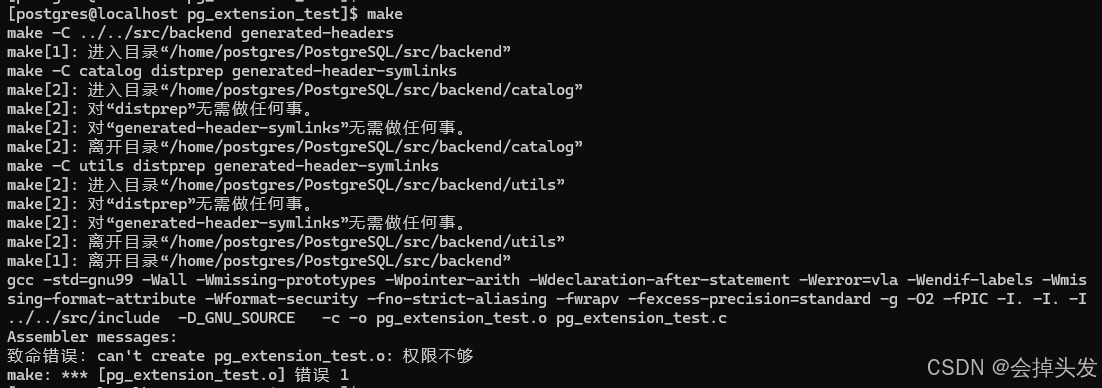 [postgres@localhost pg_extension_test]$ make
make -C ../../src/backend generated-headers
make[1]: 进入目录“/home/postgres/PostgreSQL/src/backend”
make -C catalog distprep generated-header-symlinks
make[2]: 进入目录“/home/postgres/PostgreSQL/src/backend/catalog”
make[2]: 对“distprep”无需做任何事。
make[2]: 对“generated-header-symlinks”无需做任何事。
make[2]: 离开目录“/home/postgres/PostgreSQL/src/backend/catalog”
make -C utils distprep generated-header-symlinks
make[2]: 进入目录“/home/postgres/PostgreSQL/src/backend/utils”
make[2]: 对“distprep”无需做任何事。
make[2]: 对“generated-header-symlinks”无需做任何事。
make[2]: 离开目录“/home/postgres/PostgreSQL/src/backend/utils”
make[1]: 离开目录“/home/postgres/PostgreSQL/src/backend”
gcc -std=gnu99 -Wall -Wmissing-prototypes -Wpointer-arith -Wdeclaration-after-statement -Werror=vla -Wendif-labels -Wmis
sing-format-attribute -Wformat-security -fno-strict-aliasing -fwrapv -fexcess-precision=standard -g -O2 -fPIC -I. -I. -I
../../src/include  -D_GNU_SOURCE   -c -o pg_extension_test.o pg_extension_test.c
Assembler messages:
致命错误: can't create pg_extension_test.o: 权限不够
make: *** [pg_extension_test.o] 错误 1
CSDN @会掉头发